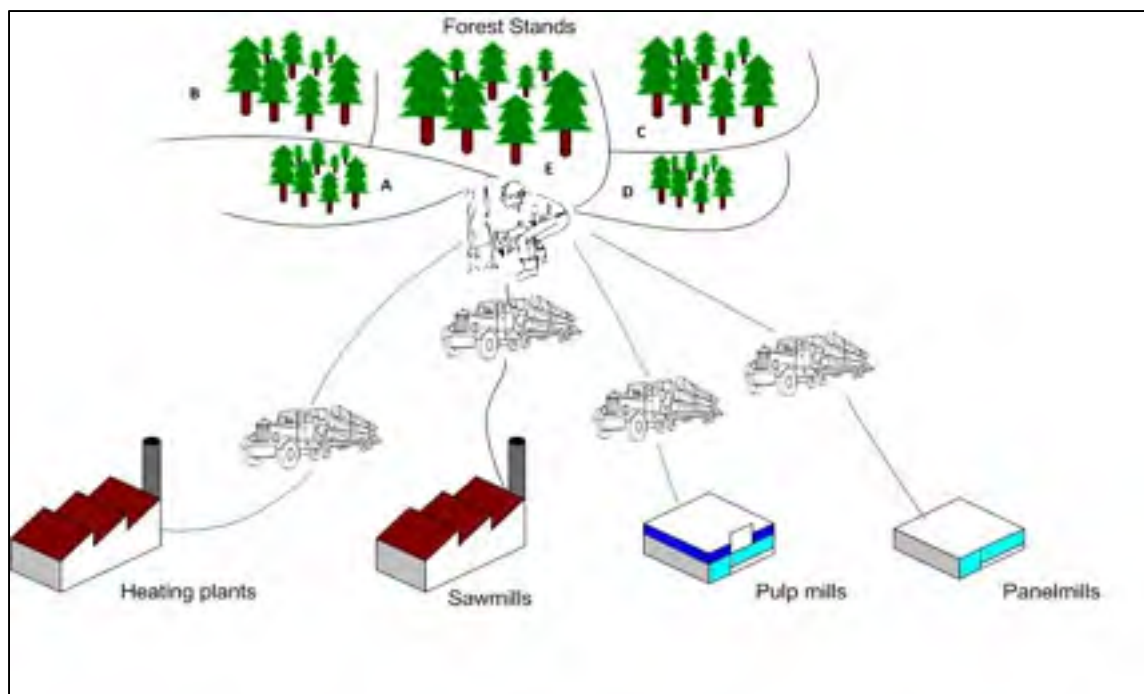 Forest Stands
B
C
E
A
D
Heating plants
Sawmills
Pulp mills
Panelmills